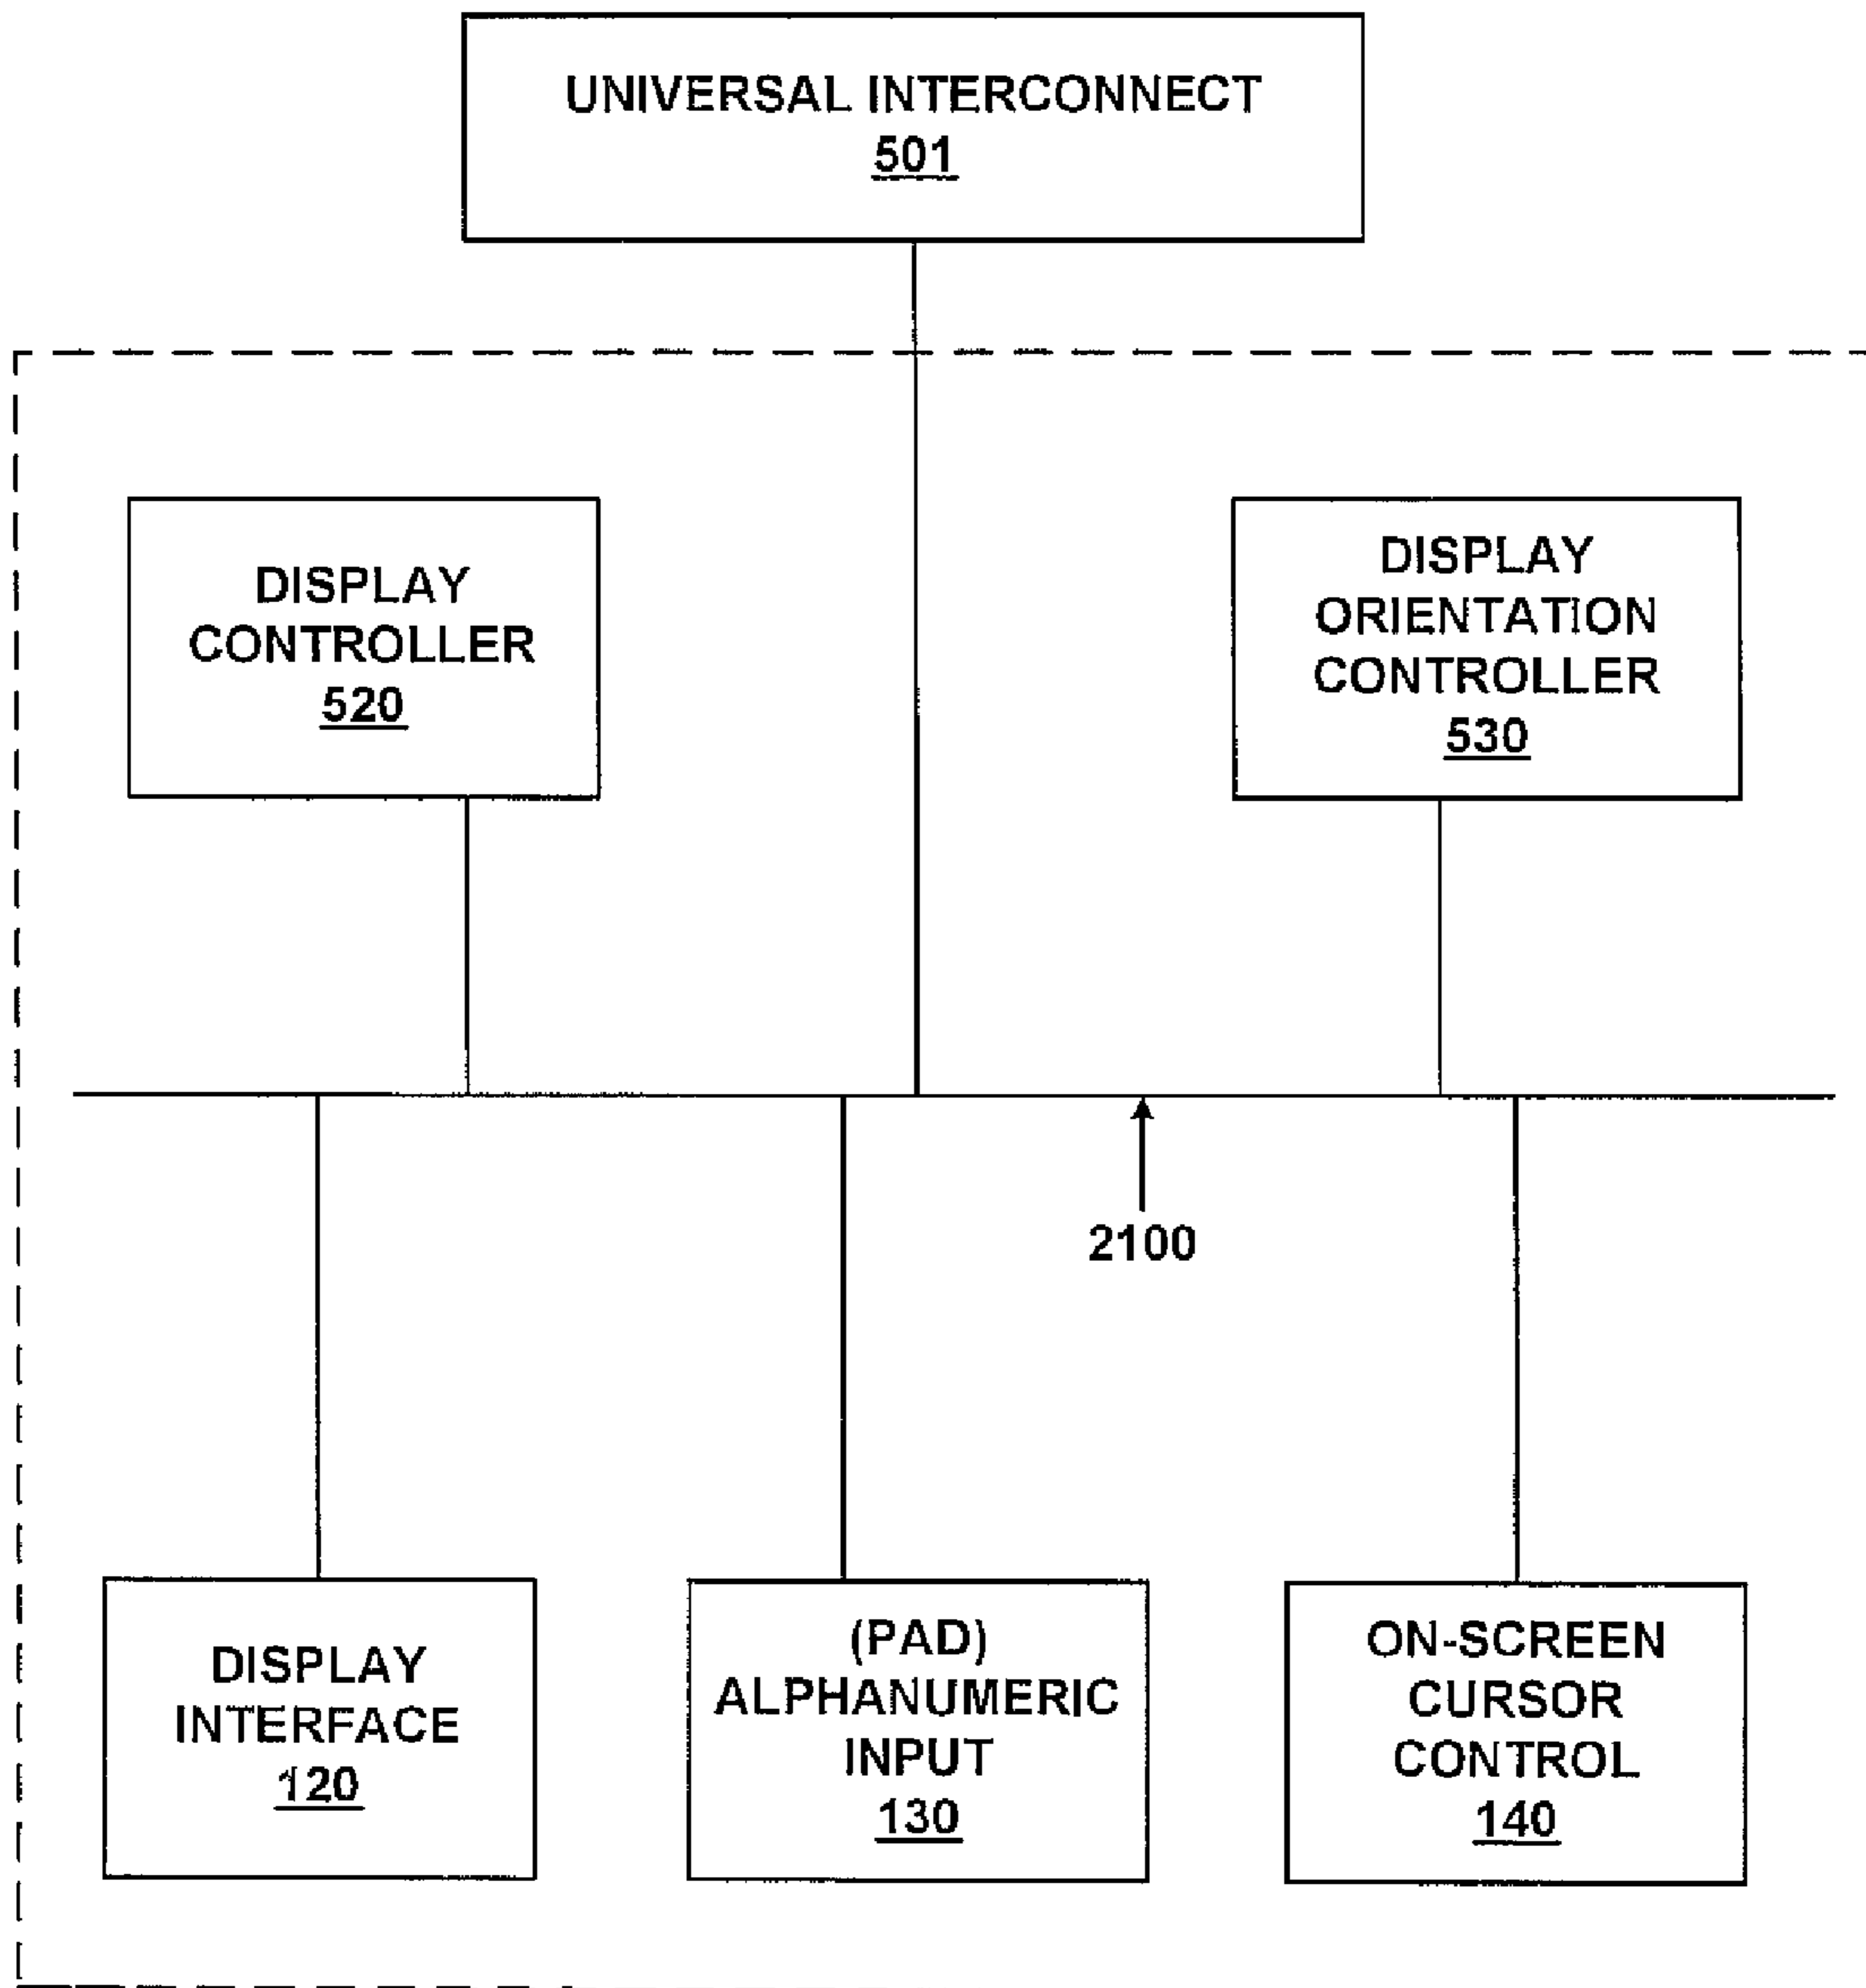 UNIVERSAL INTERCONNECT
501
DISPLAY
CONTROLLER
520
DISPLAY
ORIENTATION
CONTROLLER
530
2100
DISPLAY
INTERFACE
120
(PAD)
ALPHANUMERIC
INPUT
130
ON-SCREEN
CURSOR
CONTROL
140